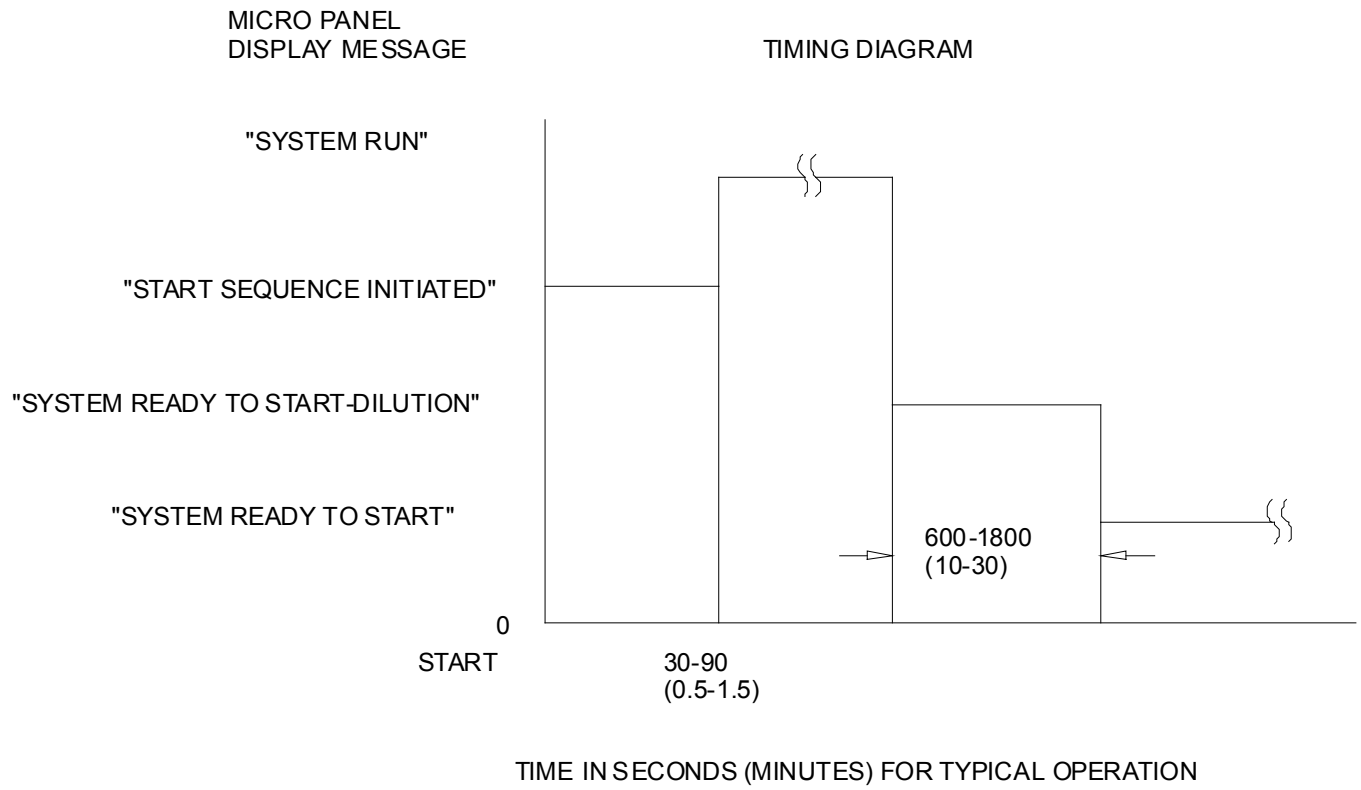 MICRO PANEL
DISPLAY MESSAGE
TIMING DIAGRAM
"SYSTEM RUN"
"START SEQUENCE INITIATED"
"SYSTEM READY TO START-DILUTION"
"SYSTEM READY TO START"
600-1800
(10-30)
0
START
30-90
(0.5-1.5)
TIME IN SECONDS (MINUTES) FOR TYPICAL OPERATION